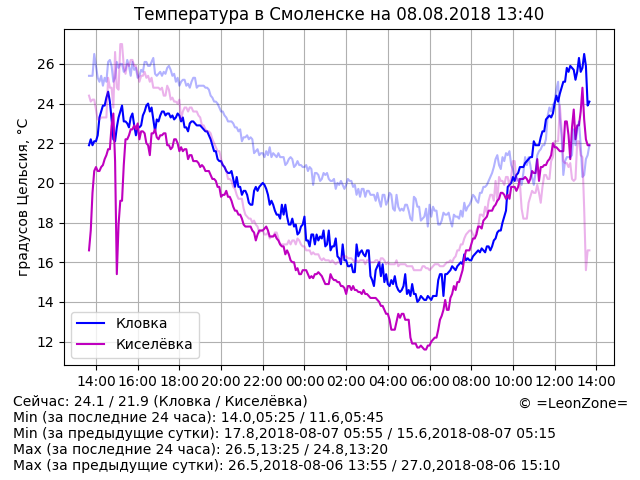 Температура в Смоленске на 08.08.2018 13:40
градусов Цельсия, °C
26
24
22
20
18
16
14
12
Кловка
Киселёвка
14:00 16:00 18:00 20:00 22:00 00:00 02:00 04:00 06:00 08:00 10:00 12:00 14:00
Сейчас: 24.1 / 21.9 (Кловка / Киселёвка)
© =LeonZone=
Min (за последние 24 часа): 14.0,05:25 / 11.6,05:45
Min (за предыдущие сутки): 17.8,2018-08-07 05:55 / 15.6,2018-08-07 05:15
Max (за последние 24 часа): 26.5,13:25 / 24.8,13:20
Max (за предыдущие сутки): 26.5,2018-08-06 13:55 / 27.0,2018-08-06 15:10